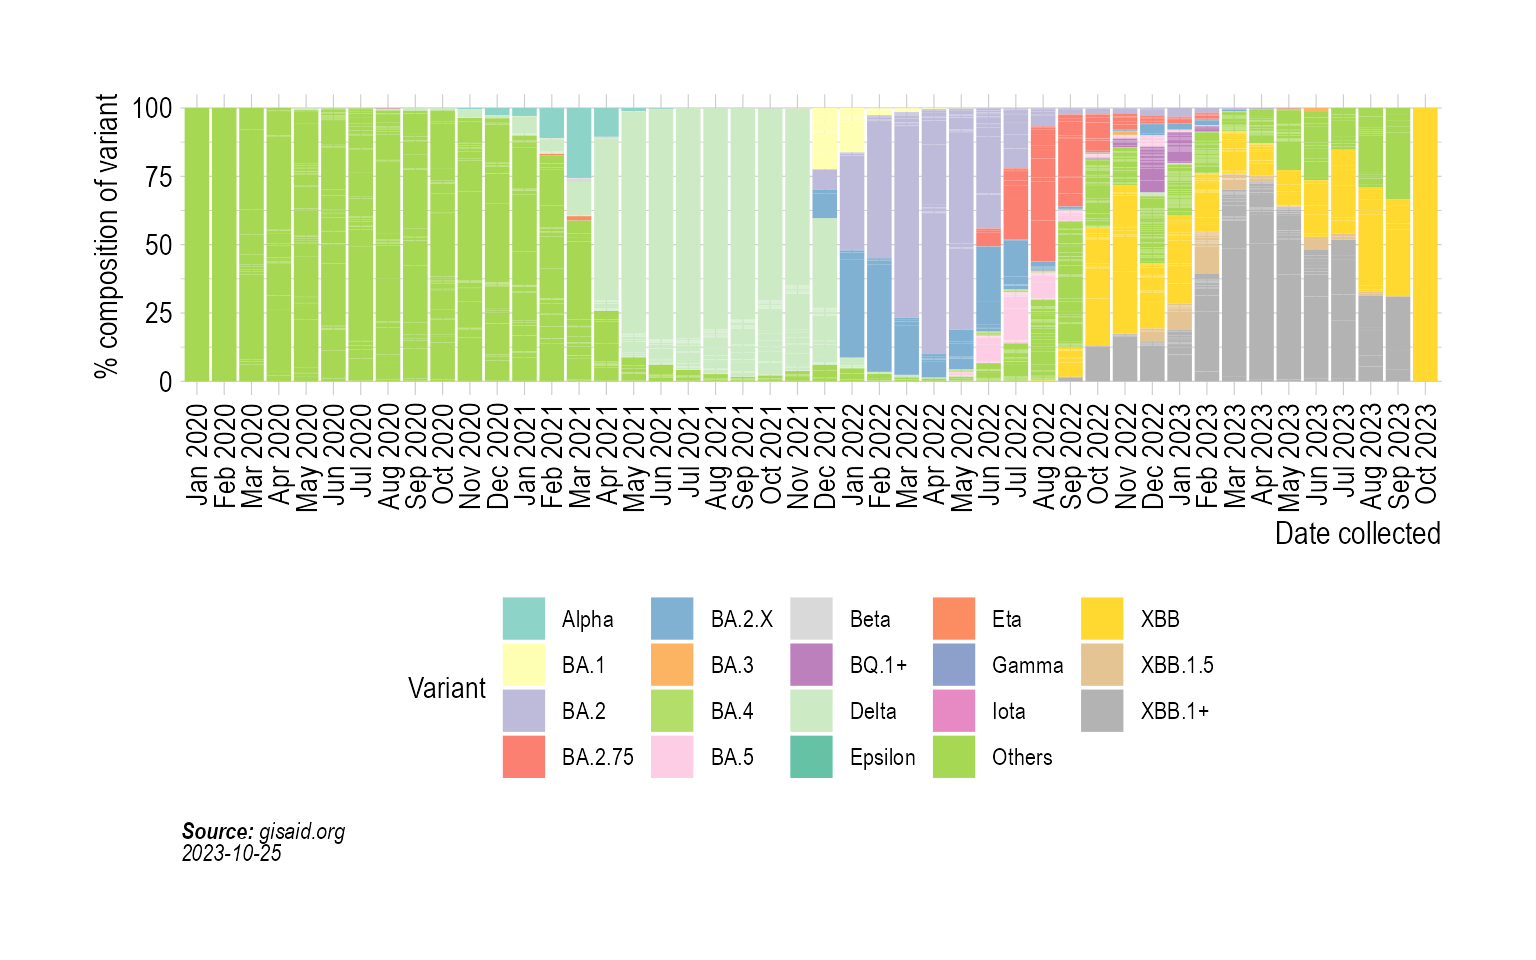 % composition of variant
100
75
50
25
0
Jan 2020
Feb 2020
Mar 2020
Apr 2020
May 2020
Jun 2020
Jul 2020
Aug 2020
Sep 2020
Oct 2020
Nov 2020
Dec 2020
Jan 2021
Feb 2021
Mar 2021
Apr 2021
May 2021
Jun 2021
Jul 2021
Aug 2021
Sep 2021
Oct 2021
Nov 2021
Dec 2021
Jan 2022
Feb 2022
Mar 2022
Apr 2022
May 2022
Jun 2022
Jul 2022
Aug 2022
Sep 2022
Oct 2022
Nov 2022
Dec 2022
Jan 2023
Feb 2023
Mar 2023
Apr 2023
May 2023
Jun 2023
Jul 2023
Aug 2023
Sep 2023
Oct 2023
Date collected
Variant
Alpha
BA.1
BA.2
BA.2.75
BA.2.X
BA.3
BA.4
BA.5
Beta
BQ.1+
Delta
Epsilon
Eta
Gamma
Iota
Others
XBB
XBB.1.5
XBB.1+
Source: gisaid.org
2023-10-25